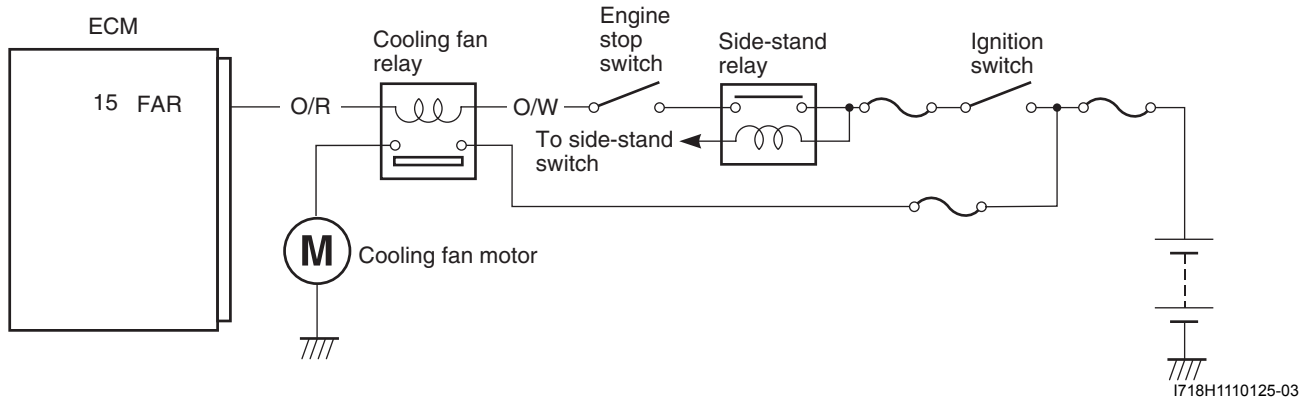 ECM
Cooling fan
relay
Engine
stop
switch
Side-stand
relay
Ignition
switch
15 FAR
O/R
O/W
To side-stand
switch
M
Cooling fan motor
I718H1110125-03